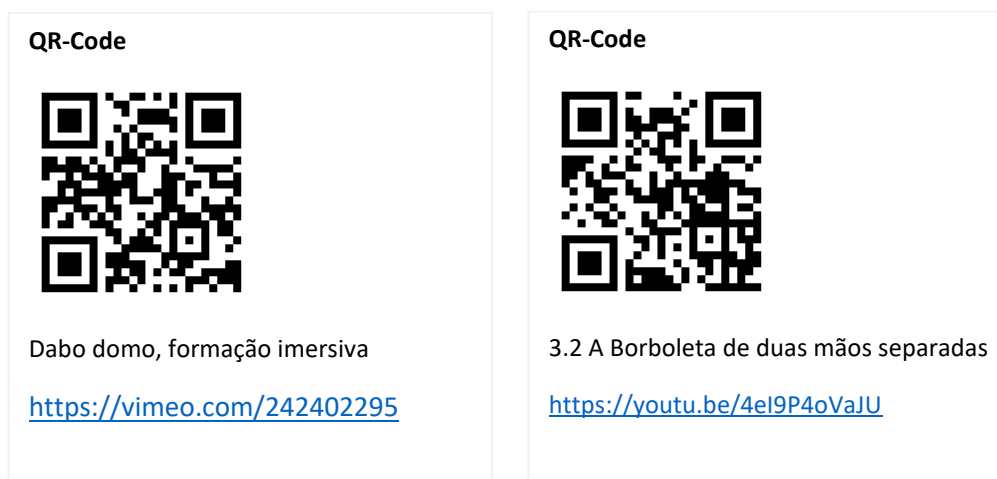 QR-Code
Dabo domo, formação imersiva
https://vimeo.com/242402295
QR-Code
3.2 A Borboleta de duas mãos separadas
https://youtu.be/4eI9P4oVaJU